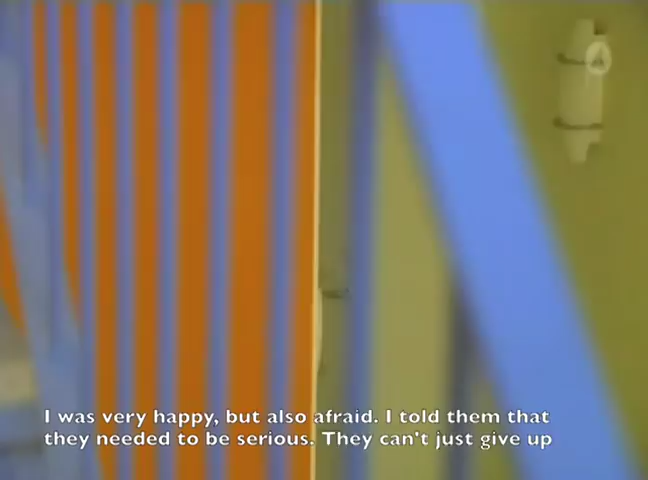 I was very happy, but also afraid. I told them that
they needed to be serious. They can't just give up